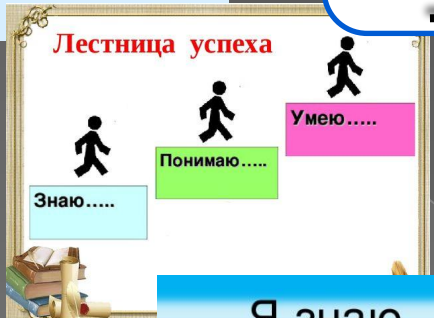 Лестница успеха
Умею.....
Понимаю.....
Знаю.....
Я знаю